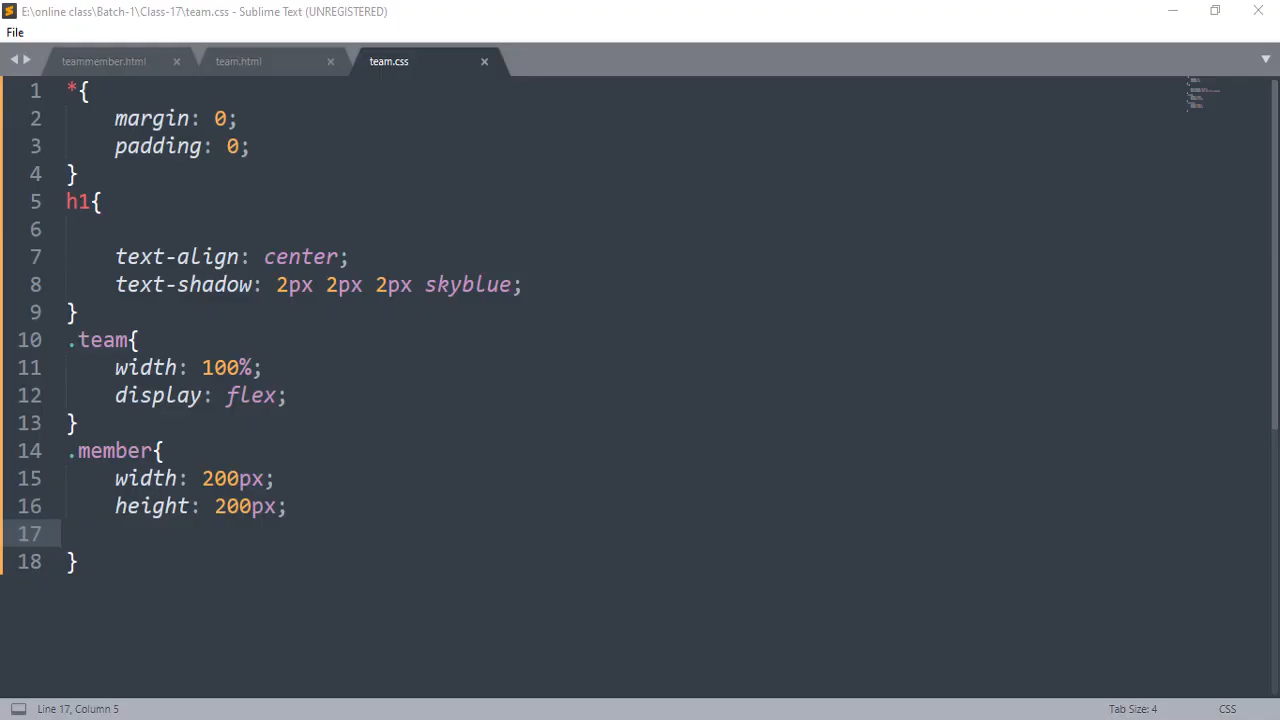 E:\online class\Batch-1\Class-17\team.css - Sublime Text (UNREGISTERED)
File
teammember.html
team.html
team.css
1 *{
2 margin: 0;
3 padding: 0;
4 }
5 h1{
6
7 text-align: center;
8 text-shadow: 2px 2px 2px skyblue;
9 }
10 .team{
11 width: 100%;
12 display: flex;
13 }
14 .member{
15 width: 200px;
16 height: 200px;
17
18 }
Line 17, Column 5
Tab Size: 4
CSS